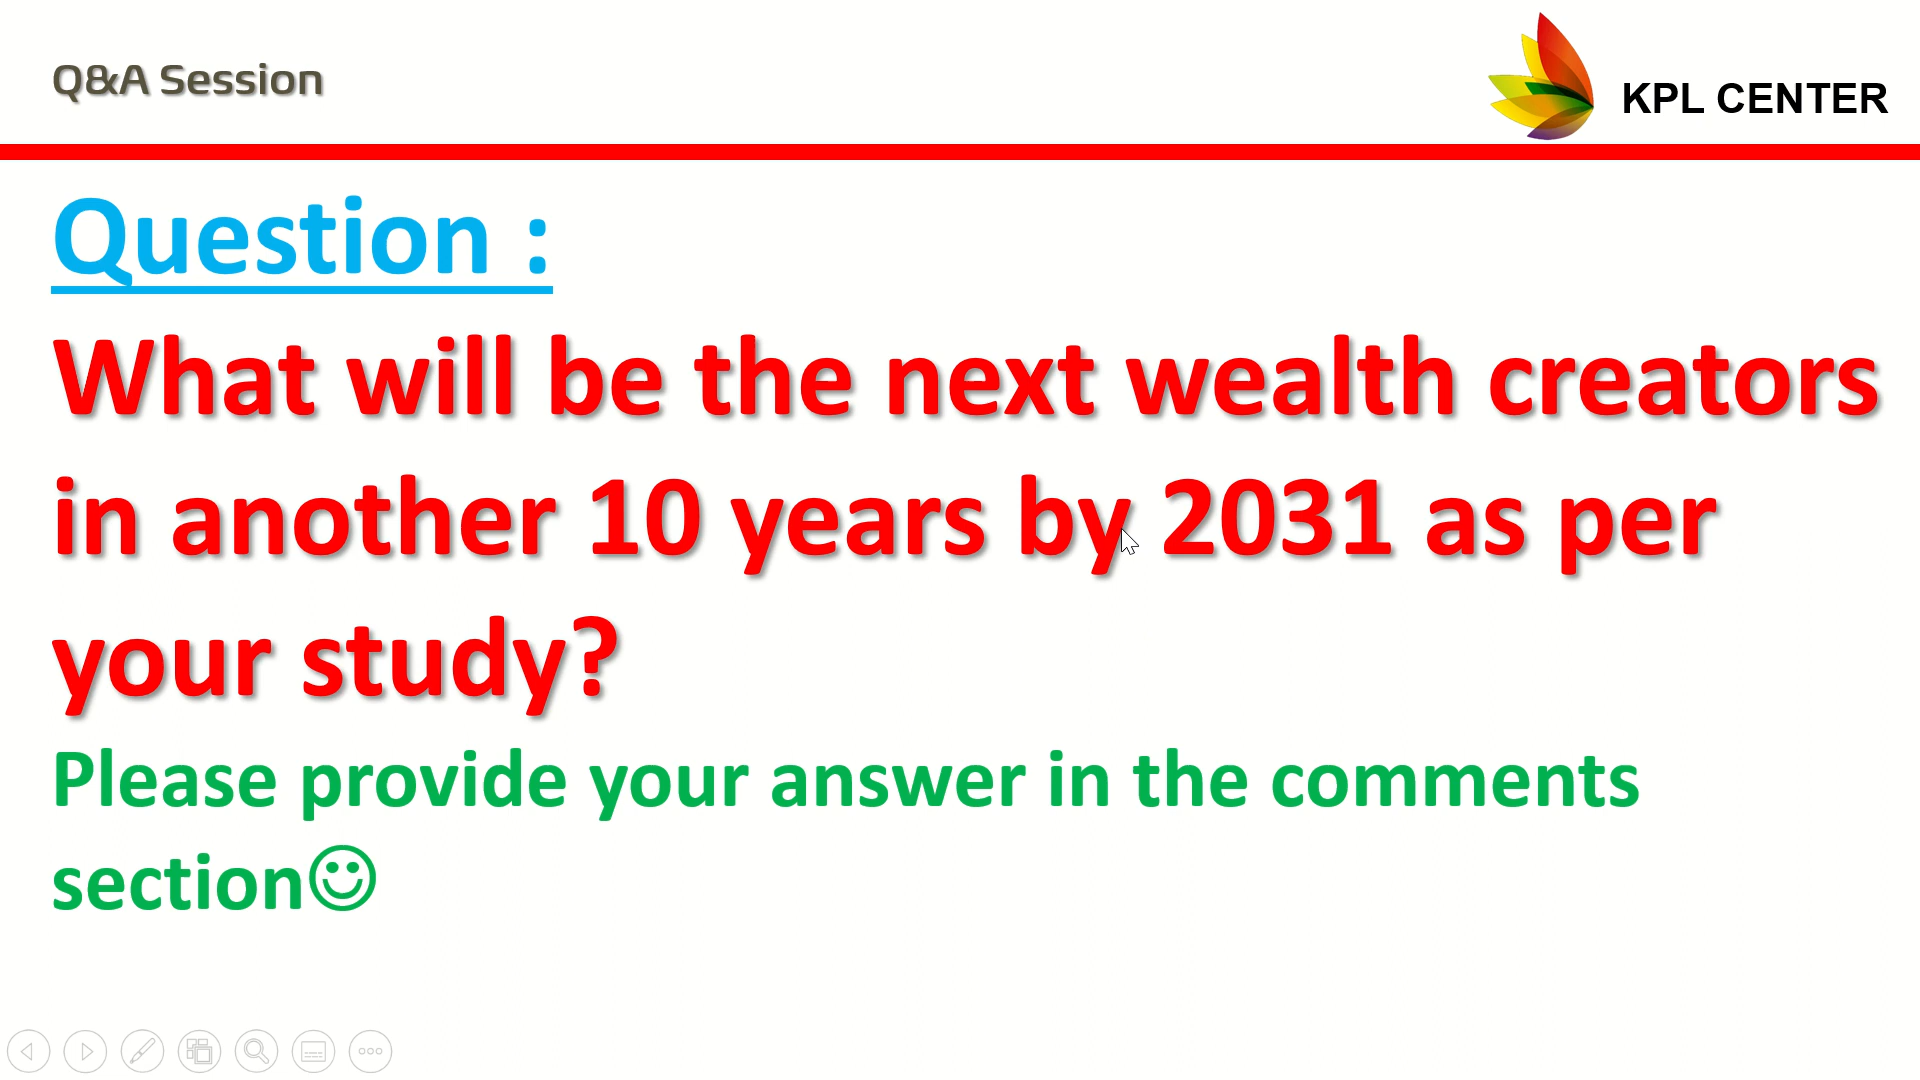 Q&A Session
KPL CENTER
Question :
What will be the next wealth creators
in another 10 years by 2031 as per
your study?
Please provide your answer in the comments
section☺